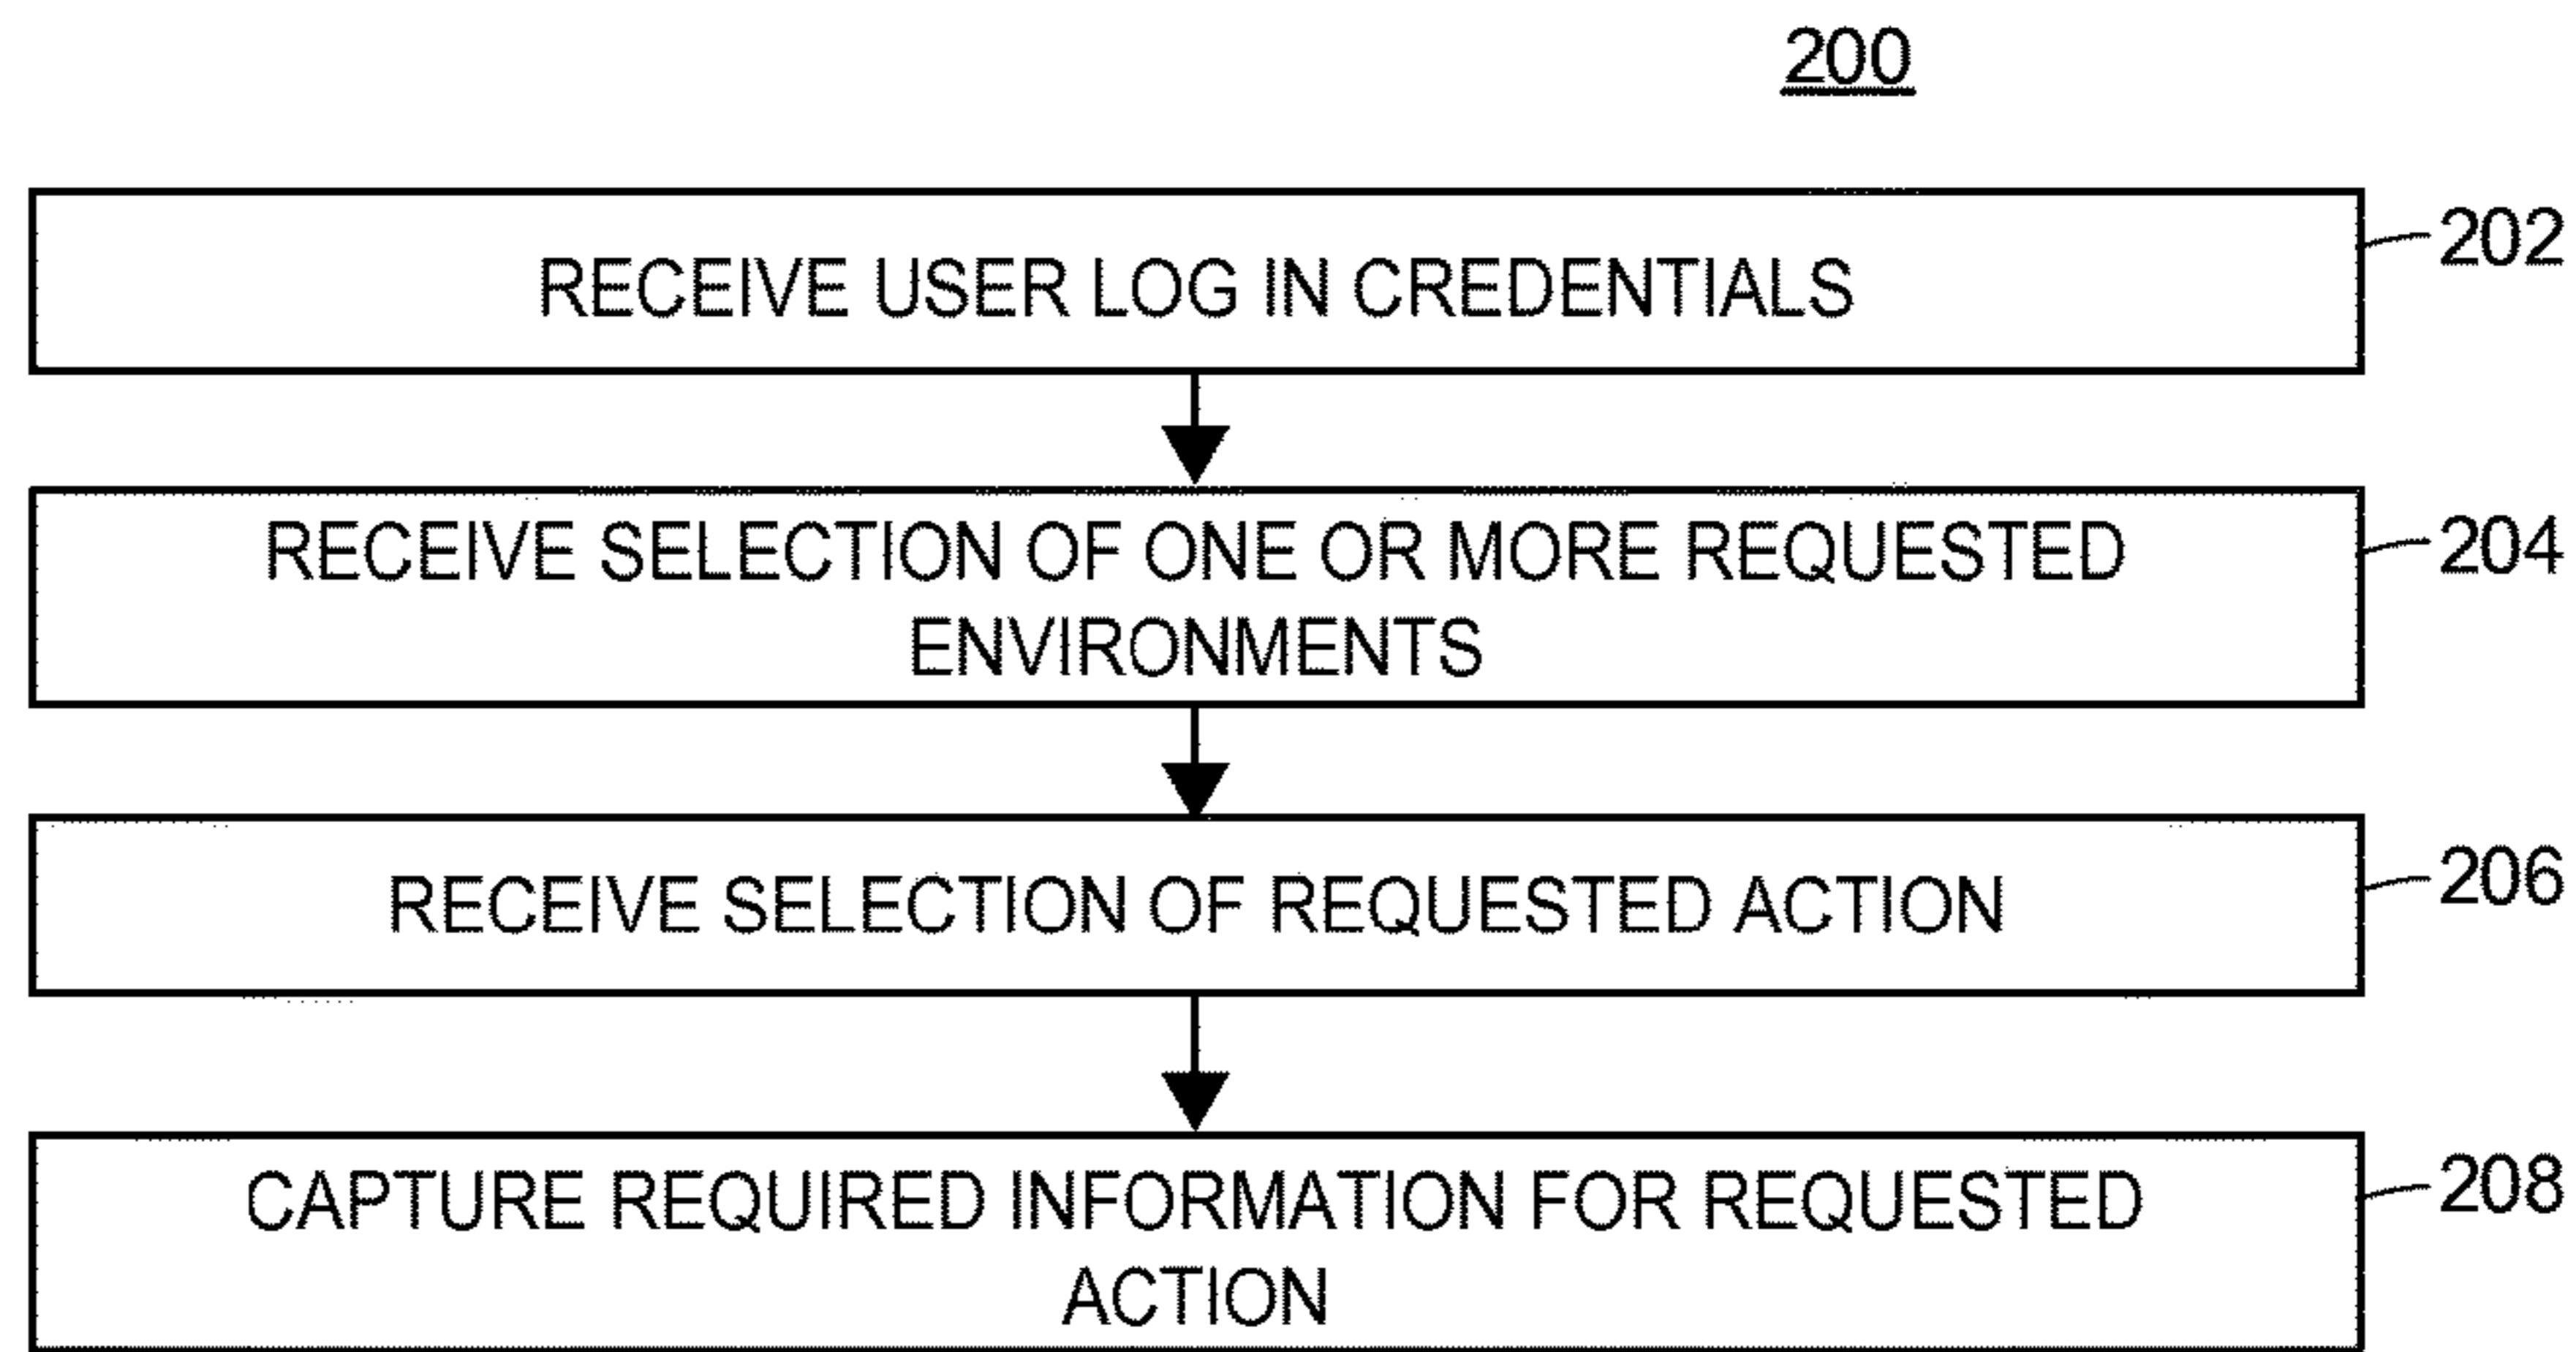 200
RECEIVE USER LOG IN CREDENTIALS
202
RECEIVE SELECTION OF ONE OR MORE REQUESTED
ENVIRONMENTS
204
RECEIVE SELECTION OF REQUESTED ACTION
206
CAPTURE REQUIRED INFORMATION FOR REQUESTED
ACTION
208